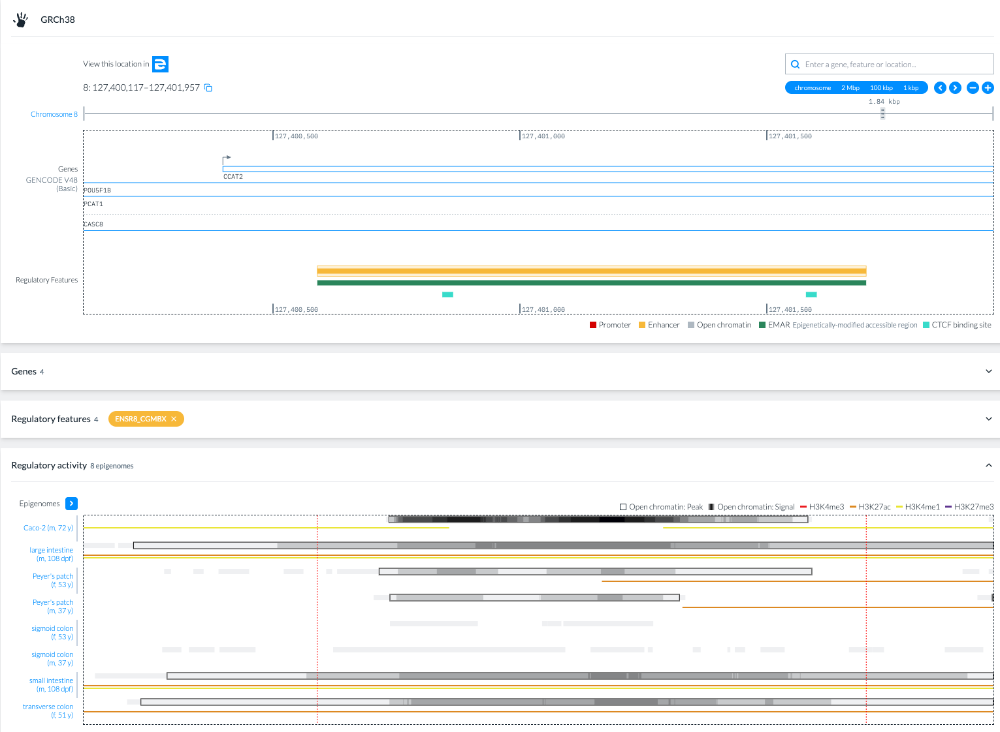 GRCh38
View this location in
Enter a gene, feature or location...
8: 127,400,117–127,401,957
chromosome 2 Mbp 100 kbp 1 kbp
1.84 kbp
Chromosome 8
127,400,500 127,401,000 127,401,500
Genes
GENCODE V48
(Basic)
CCAT2
POU5F1B
PCAT1
CASC8
Regulatory Features
127,400,500 127,401,000 127,401,500
Promoter Enhancer Open chromatin EMAR Epigenetically-modified accessible region CTCF binding site
Genes 4
Regulatory features 4 ENSR8_CGMBX ×
Regulatory activity 8 epigenomes
Epigenomes
Open chromatin: Peak Open chromatin: Signal H3K4me3 H3K27ac H3K4me1 H3K27me3
Caco-2 (m, 72 y)
large intestine
(m, 108 dpf)
Peyer's patch
(f, 53 y)
Peyer's patch
(m, 37 y)
sigmoid colon
(f, 53 y)
sigmoid colon
(m, 37 y)
small intestine
(m, 108 dpf)
transverse colon
(f, 51 y)